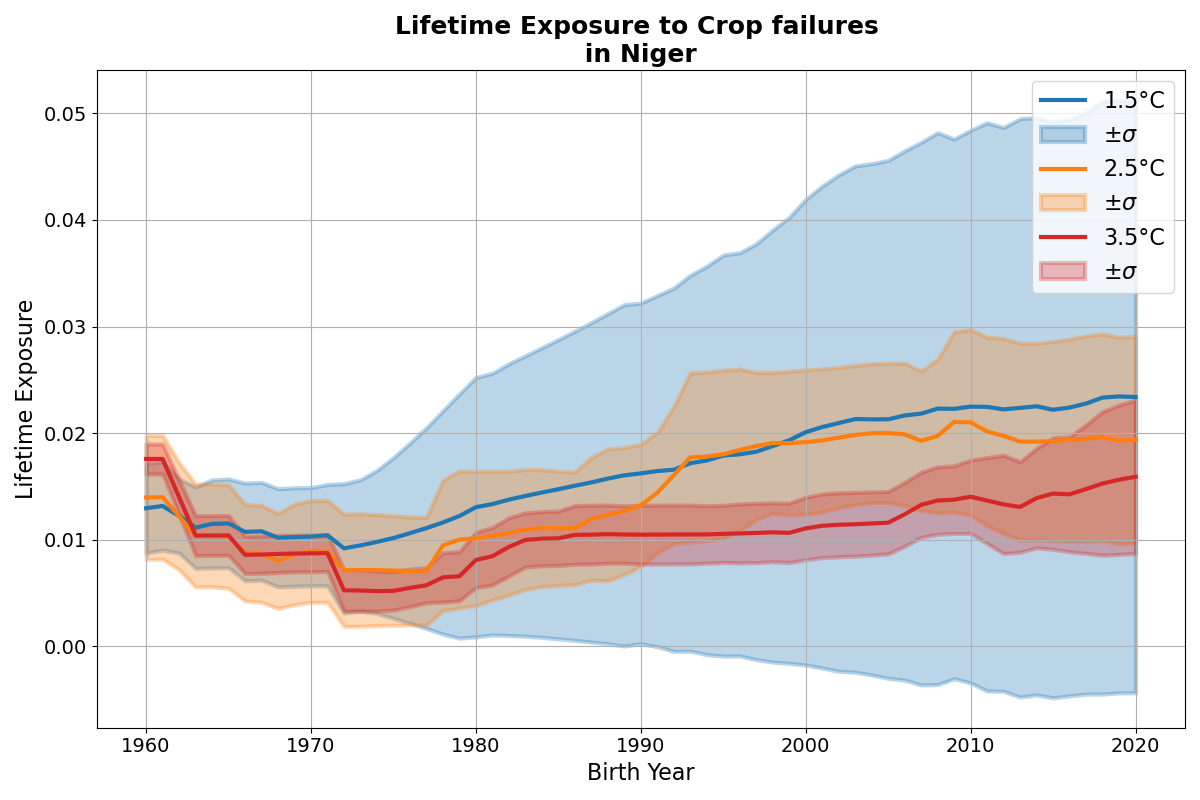 Lifetime Exposure to Crop failures
in Niger
1.5°C
±σ
2.5°C
±σ
3.5°C
±σ
0.05
0.04
0.03
0.02
0.01
0.00
Lifetime Exposure
1960 1970 1980 1990 2000 2010 2020
Birth Year